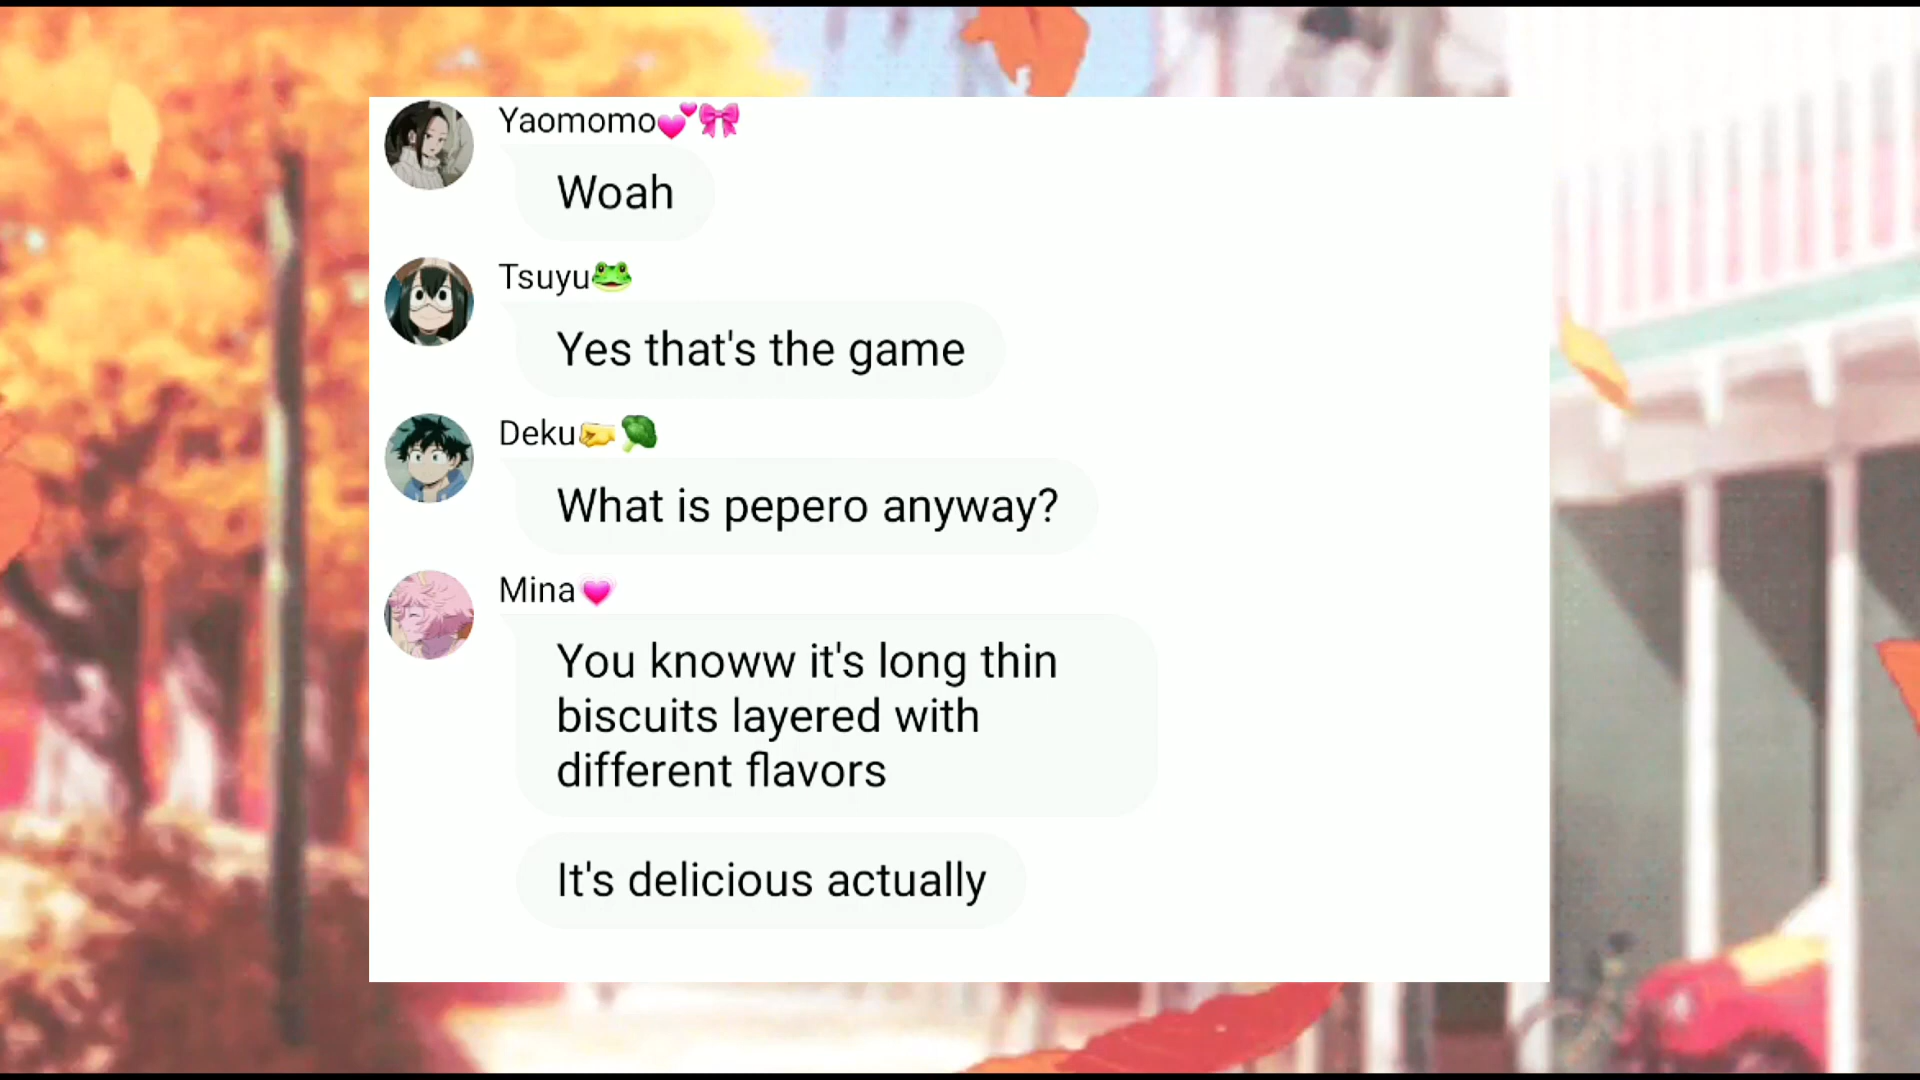 Yaomomo💕🎀
Woah
Tsuyu🐸
Yes that's the game
Deku🤛🥦
What is pepero anyway?
Mina💗
You knoww it's long thin
biscuits layered with
different flavors
It's delicious actually